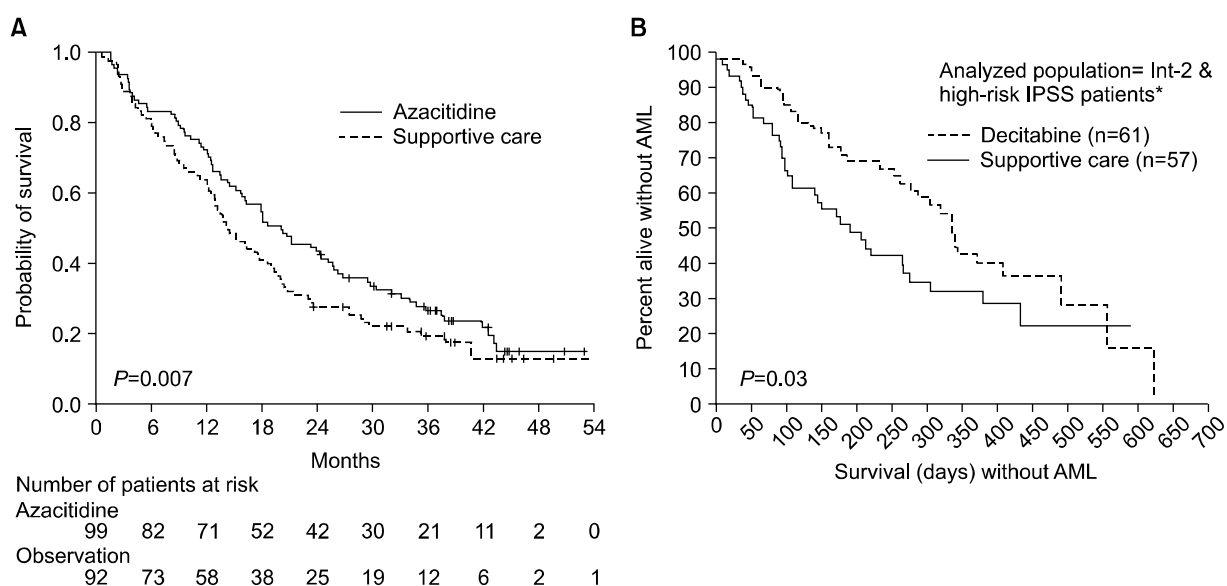 A
Probability of survival
1.0
0.8
0.6
0.4
0.2
0.0
Azacitidine
Supportive care
P=0.007
0 6 12 18 24 30 36 42 48 54
Months
Number of patients at risk
Azacitidine
99 82 71 52 42 30 21 11 2 0
Observation
92 73 58 38 25 19 12 6 2 1
B
Percent alive without AML
100
90
80
70
60
50
40
30
20
10
0
Analyzed population= Int-2 &
high-risk IPSS patients*
Decitabine (n=61)
Supportive care (n=57)
P=0.03
0 50 100 150 200 250 300 350 400 450 500 550 600 650 700
Survival (days) without AML